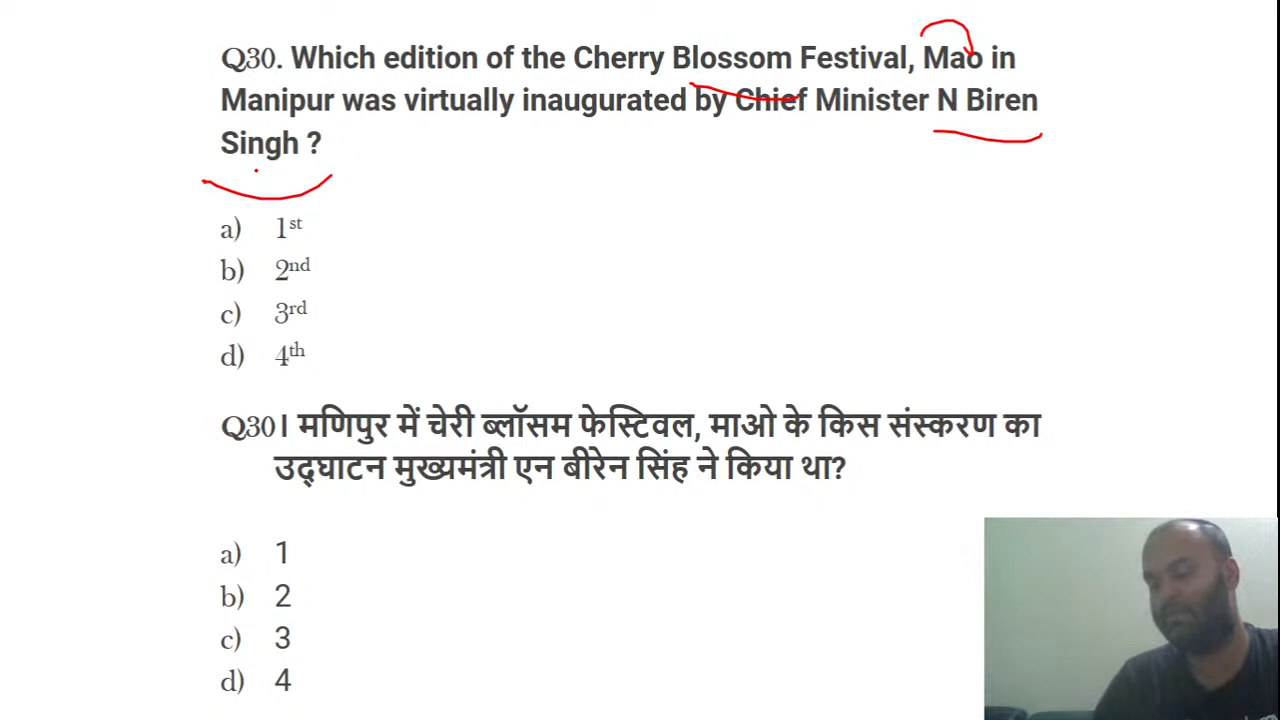 Q30. Which edition of the Cherry Blossom Festival, Mao in
Manipur was virtually inaugurated by Chief Minister N Biren
Singh ?
a) 1st
b) 2nd
c) 3rd
d) 4th
Q30। मणिपुर में चेरी ब्लॉसम फेस्टिवल, माओ के किस संस्करण का
उद्घाटन मुख्यमंत्री एन बीरेन सिंह ने किया था?
a) 1
b) 2
c) 3
d) 4